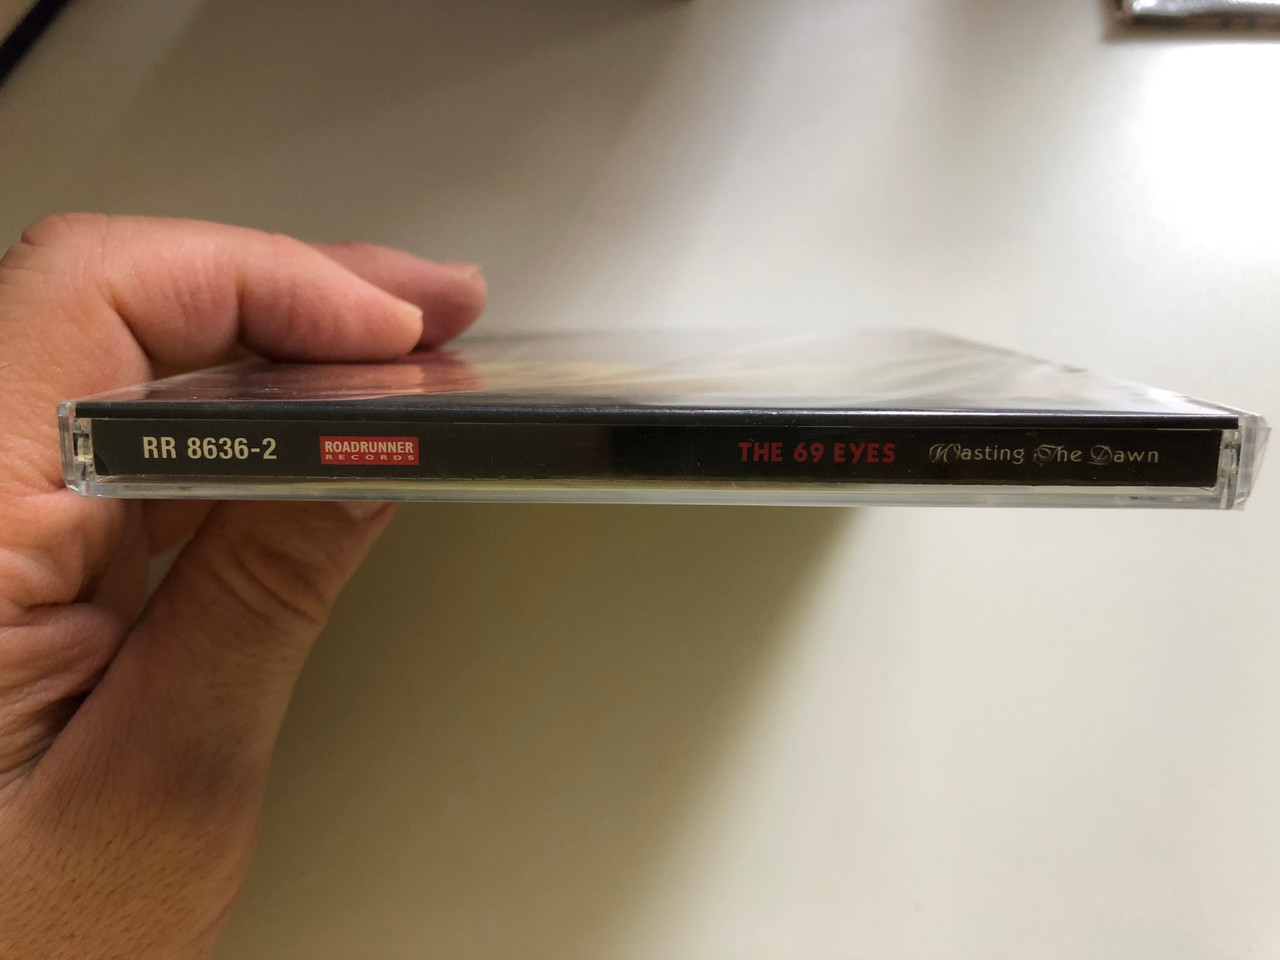 RR 8636-2 ROADRUNNER RECORDS THE 69 EYES Wasting The Dawn